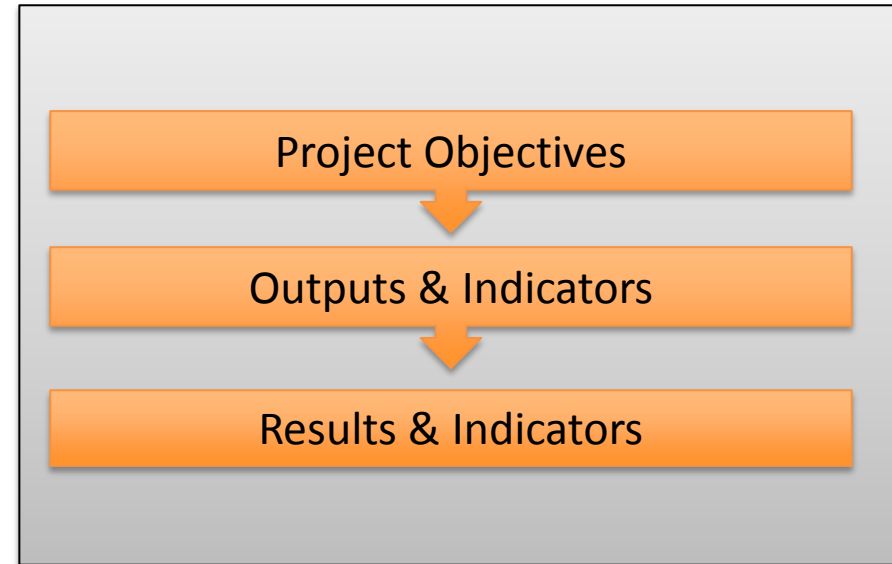 Project Objectives
Outputs & Indicators
Results & Indicators